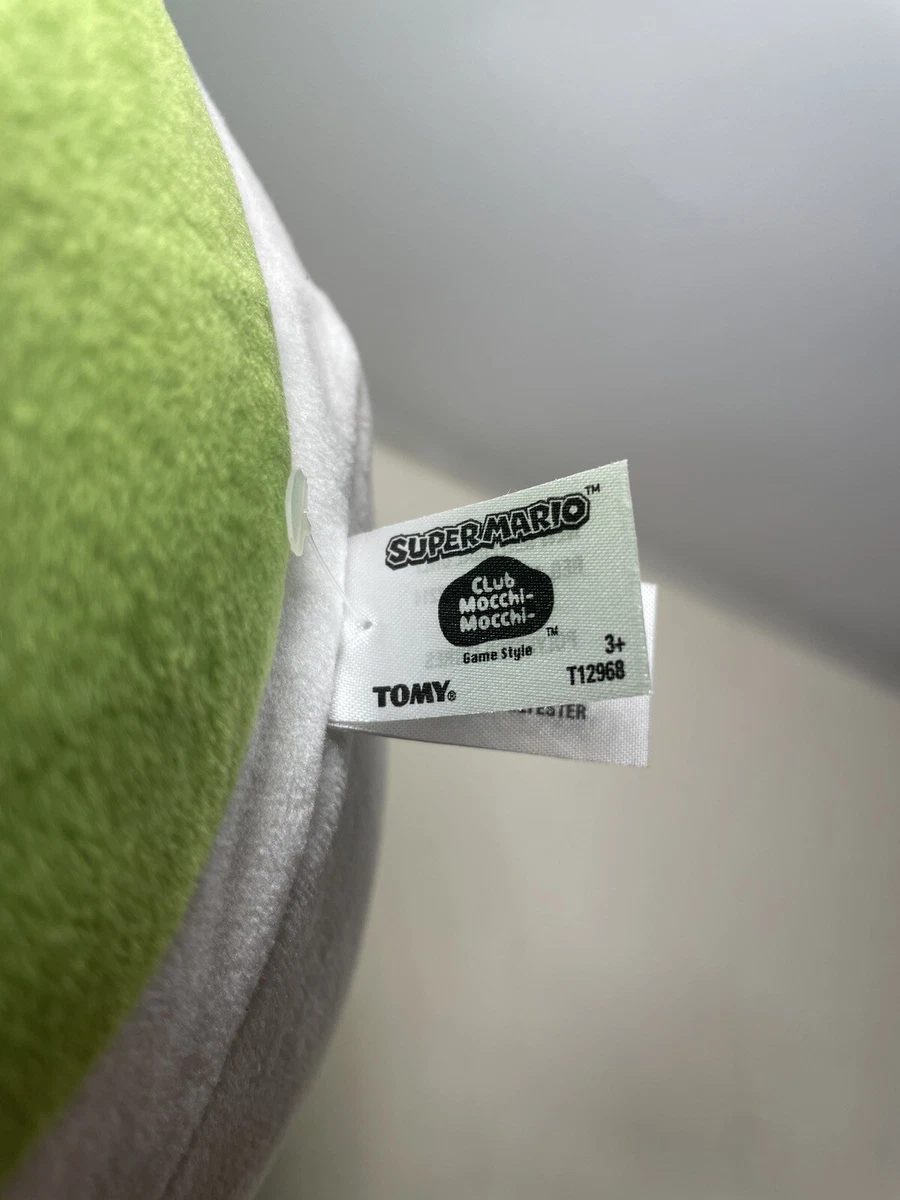 SUPER MARIO™
CLub
Mocchi-
Mocchi-™
Game Style
3+
TOMY®
T12968